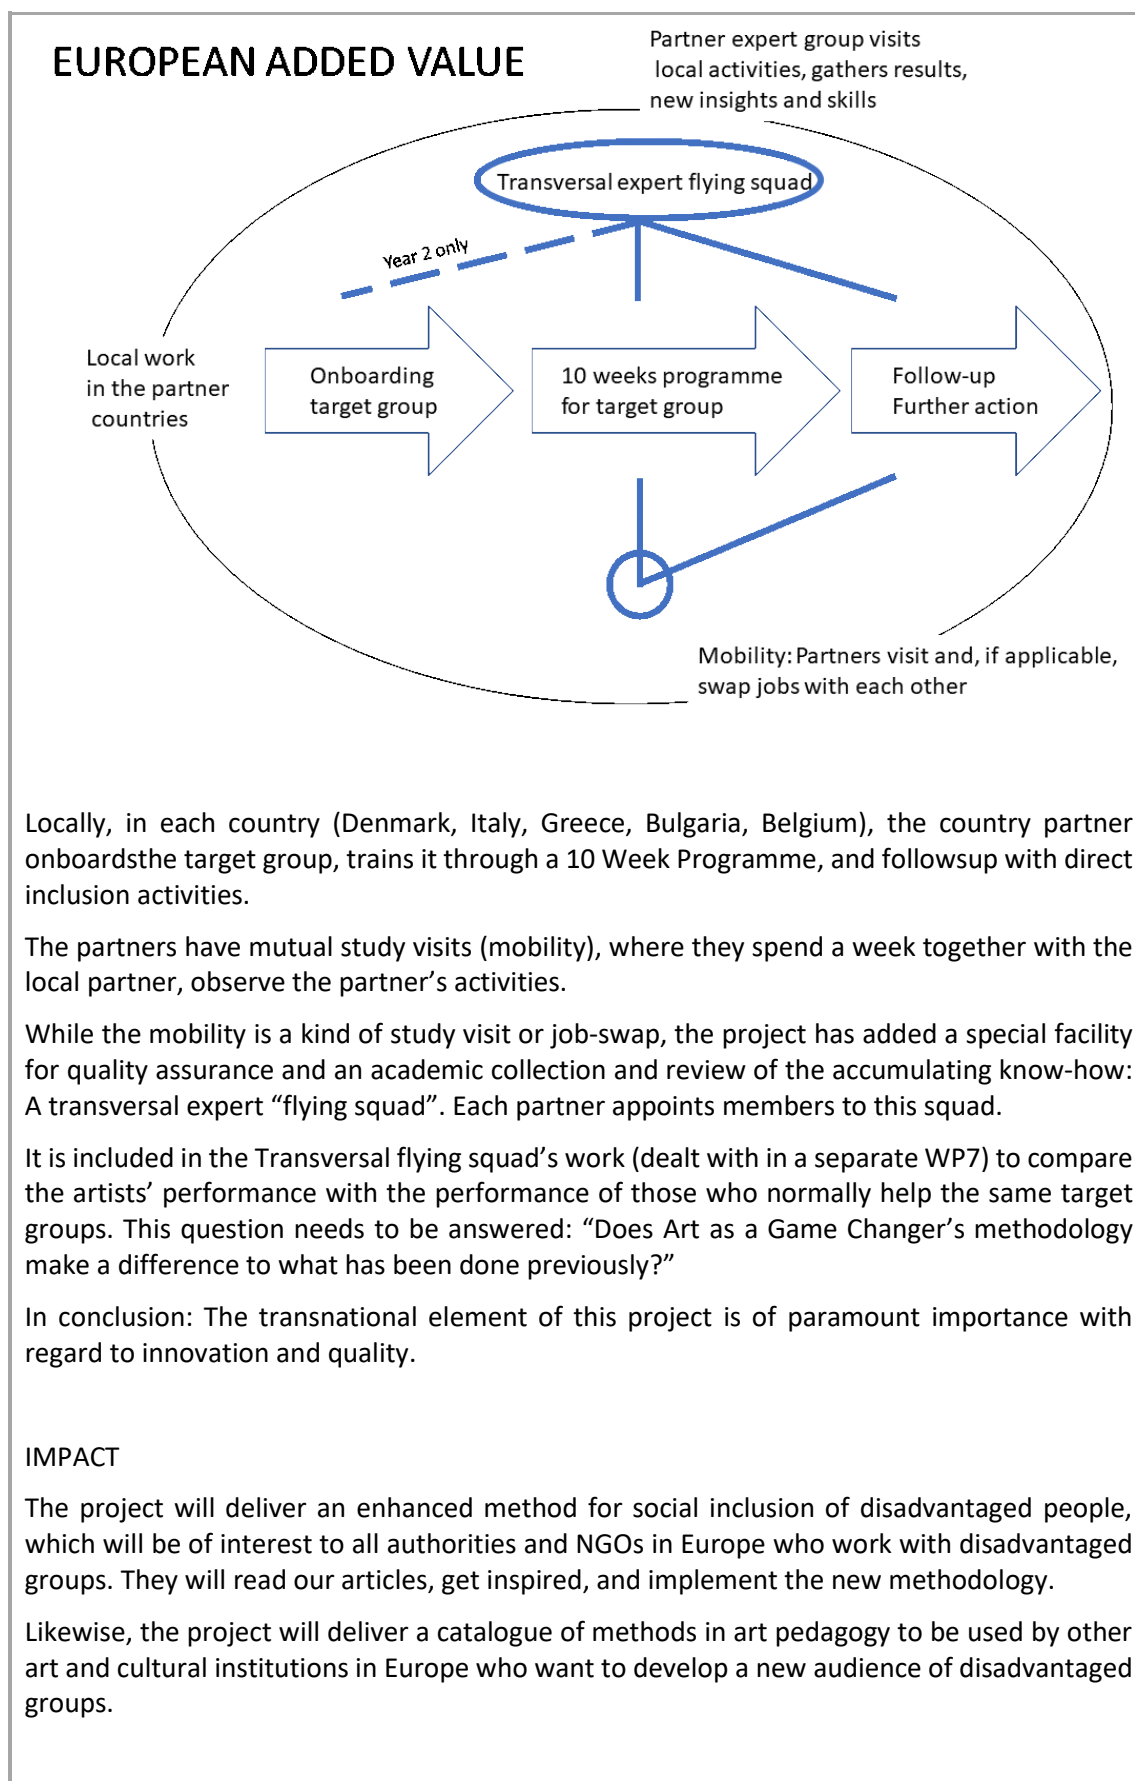 EUROPEAN ADDED VALUE
Partner expert group visits
local activities, gathers results,
new insights and skills
Transversal expert flying squad
Year 2 only
Local work
in the partner
countries
Onboarding
target group
10 weeks programme
for target group
Follow-up
Further action
Mobility: Partners visit and, if applicable,
swap jobs with each other
Locally, in each country (Denmark, Italy, Greece, Bulgaria, Belgium), the country partner
onboardsthe target group, trains it through a 10 Week Programme, and followsup with direct
inclusion activities.
The partners have mutual study visits (mobility), where they spend a week together with the
local partner, observe the partner’s activities.
While the mobility is a kind of study visit or job-swap, the project has added a special facility
for quality assurance and an academic collection and review of the accumulating know-how:
A transversal expert “flying squad”. Each partner appoints members to this squad.
It is included in the Transversal flying squad’s work (dealt with in a separate WP7) to compare
the artists’ performance with the performance of those who normally help the same target
groups. This question needs to be answered: “Does Art as a Game Changer’s methodology
make a difference to what has been done previously?”
In conclusion: The transnational element of this project is of paramount importance with
regard to innovation and quality.
IMPACT
The project will deliver an enhanced method for social inclusion of disadvantaged people,
which will be of interest to all authorities and NGOs in Europe who work with disadvantaged
groups. They will read our articles, get inspired, and implement the new methodology.
Likewise, the project will deliver a catalogue of methods in art pedagogy to be used by other
art and cultural institutions in Europe who want to develop a new audience of disadvantaged
groups.